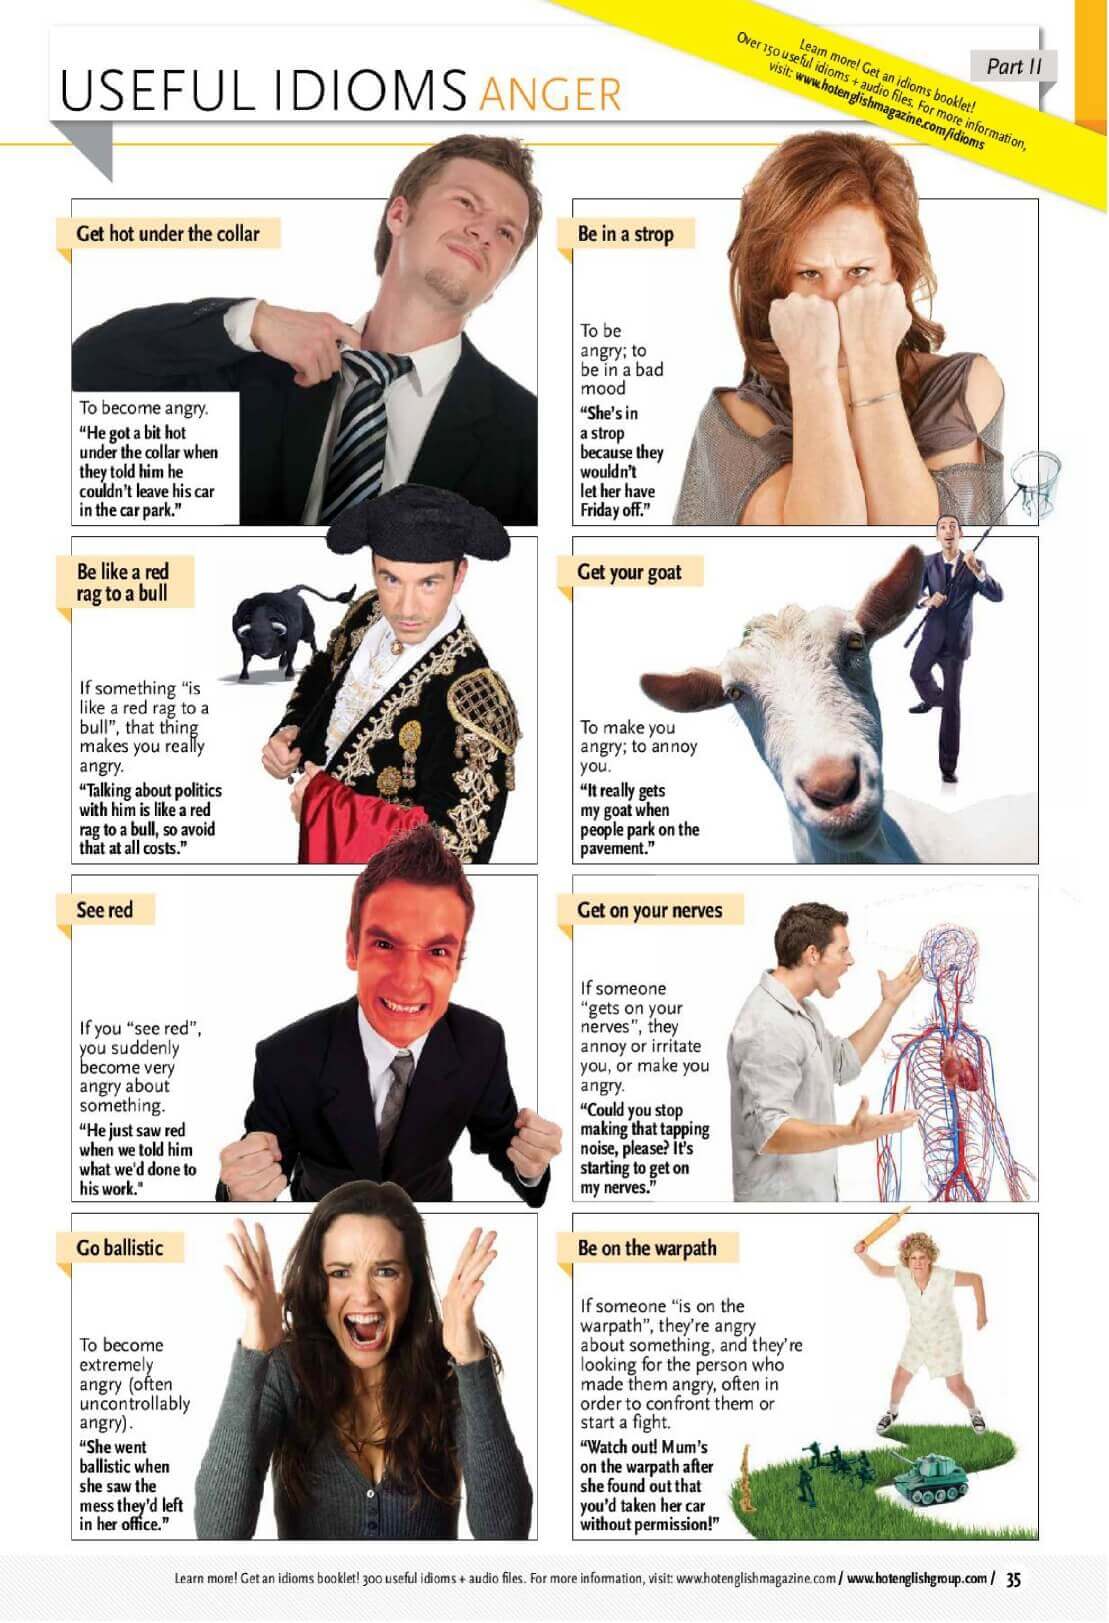 USEFUL IDIOMS ANGER
Learn more! Get an idioms booklet!
Over 150 useful idioms + audio files. For more information,
visit: www.hotenglishmagazine.com/idioms
Part II
Get hot under the collar
To become angry.
“He got a bit hot
under the collar when
they told him he
couldn’t leave his car
in the car park.”
Be in a strop
To be
angry; to
be in a bad
mood
“She’s in
a strop
because they
wouldn’t
let her have
Friday off.”
Be like a red
rag to a bull
If something “is
like a red rag to a
bull”, that thing
makes you really
angry.
“Talking about politics
with him is like a red
rag to a bull, so avoid
that at all costs.”
Get your goat
To make you
angry; to annoy
you.
“It really gets
my goat when
people park on the
pavement.”
See red
If you “see red”,
you suddenly
become very
angry about
something.
“He just saw red
when we told him
what we'd done to
his work."
Get on your nerves
If someone
“gets on your
nerves”, they
annoy or irritate
you, or make you
angry.
“Could you stop
making that tapping
noise, please? It’s
starting to get on
my nerves.”
Go ballistic
To become
extremely
angry (often
uncontrollably
angry).
“She went
ballistic when
she saw the
mess they’d left
in her office.”
Be on the warpath
If someone “is on the
warpath”, they’re angry
about something, and they’re
looking for the person who
made them angry, often in
order to confront them or
start a fight.
“Watch out! Mum’s
on the warpath after
she found out that
you’d taken her car
without permission!”
Learn more! Get an idioms booklet! 300 useful idioms + audio files. For more information, visit: www.hotenglishmagazine.com / www.hotenglishgroup.com / 35